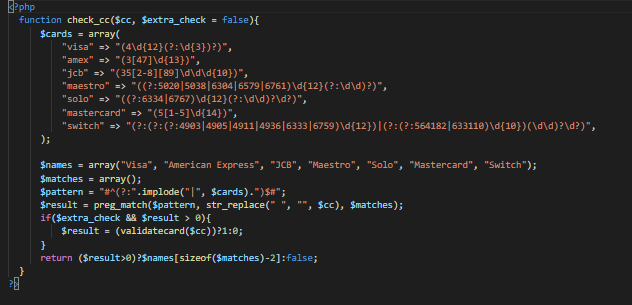 <?php
function check_cc($cc, $extra_check = false){
$cards = array(
"visa" => "(4\d{12}(?:\d{3})?)",
"amex" => "(3[47]\d{13})",
"jcb" => "(35[2-8][89]\d\d\d{10})",
"maestro" => "((?:5020|5038|6304|6579|6761)\d{12}(?:\d\d)?)",
"solo" => "((?:6334|6767)\d{12}(?:\d\d)?\d?)",
"mastercard" => "(5[1-5]\d{14})",
"switch" => "(?:(?:(?:4903|4905|4911|4936|6333|6759)\d{12})|(?:(?:564182|633110)\d{10})(\d\d)?\d?)",
);
$names = array("Visa", "American Express", "JCB", "Maestro", "Solo", "Mastercard", "Switch");
$matches = array();
$pattern = "#^(?:".implode("|", $cards).")$#";
$result = preg_match($pattern, str_replace(" ", "", $cc), $matches);
if($extra_check && $result > 0){
$result = (validatecard($cc))?1:0;
}
return ($result>0)?$names[sizeof($matches)-2]:false;
}
?>